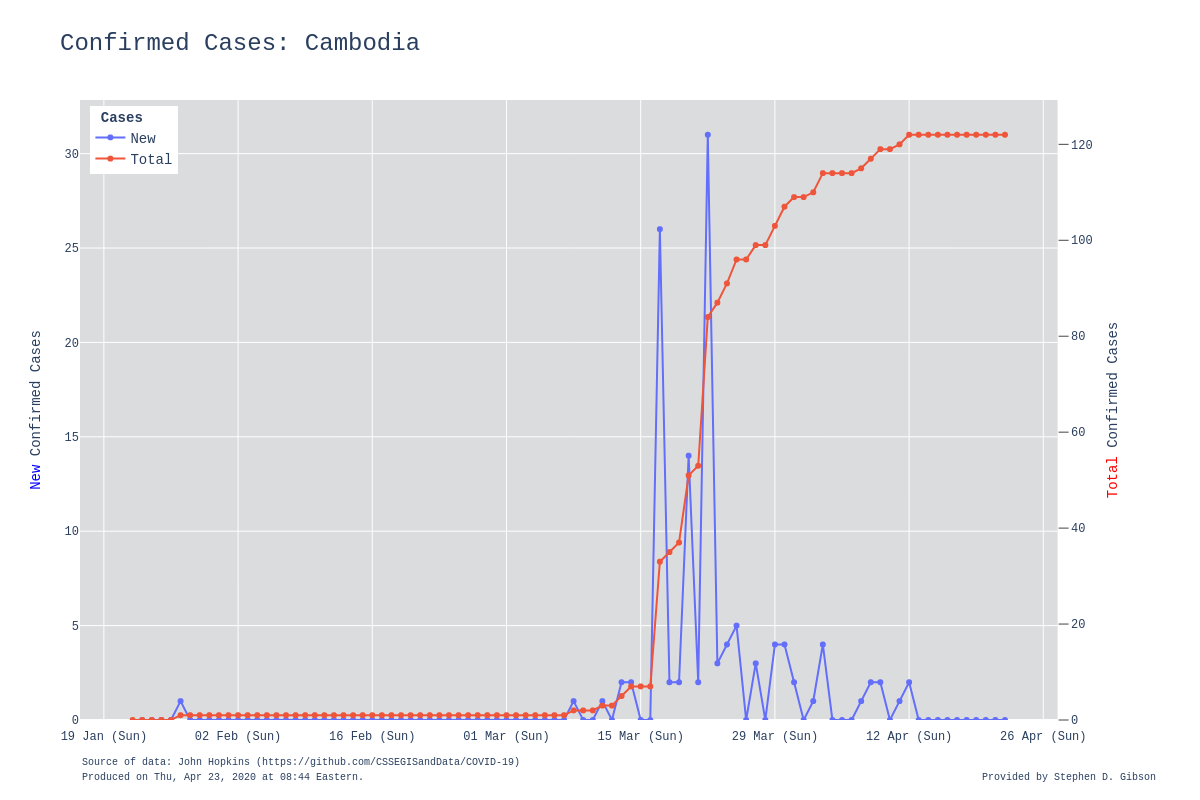 Confirmed Cases: Cambodia
Cases
New
Total
30
25
20
15
10
5
0
New Confirmed Cases
120
100
80
60
40
20
0
Total Confirmed Cases
19 Jan (Sun)
02 Feb (Sun)
16 Feb (Sun)
01 Mar (Sun)
15 Mar (Sun)
29 Mar (Sun)
12 Apr (Sun)
26 Apr (Sun)
Source of data: John Hopkins (https://github.com/CSSEGISandData/COVID-19)
Produced on Thu, Apr 23, 2020 at 08:44 Eastern.
Provided by Stephen D. Gibson